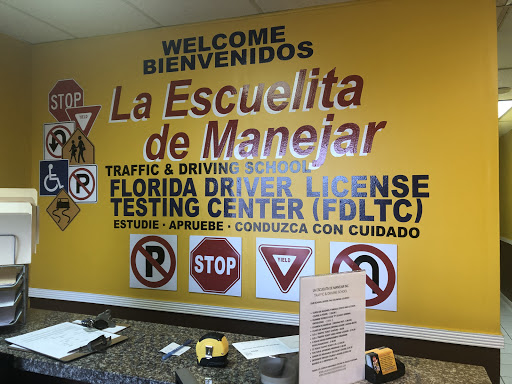 WELCOME
BIENVENIDOS
La Escuelita
de Manejar
TRAFFIC & DRIVING SCHOOL
FLORIDA DRIVER LICENSE
TESTING CENTER (FDLTC)
ESTUDIE · APRUEBE · CONDUZCA CON CUIDADO
STOP
YIELD
P
P
STOP
YIELD